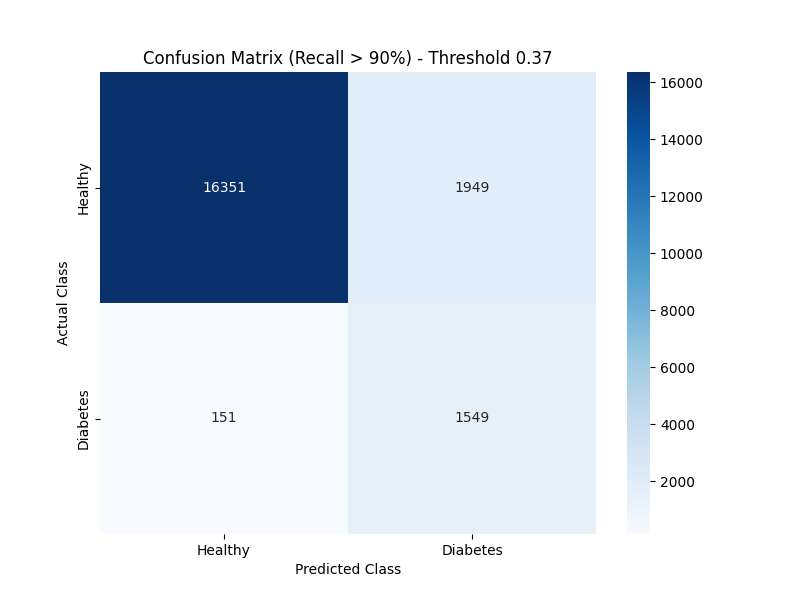 Confusion Matrix (Recall > 90%) - Threshold 0.37
Actual Class
Healthy
Diabetes
16351
1949
151
1549
Healthy
Diabetes
Predicted Class
16000
14000
12000
10000
8000
6000
4000
2000